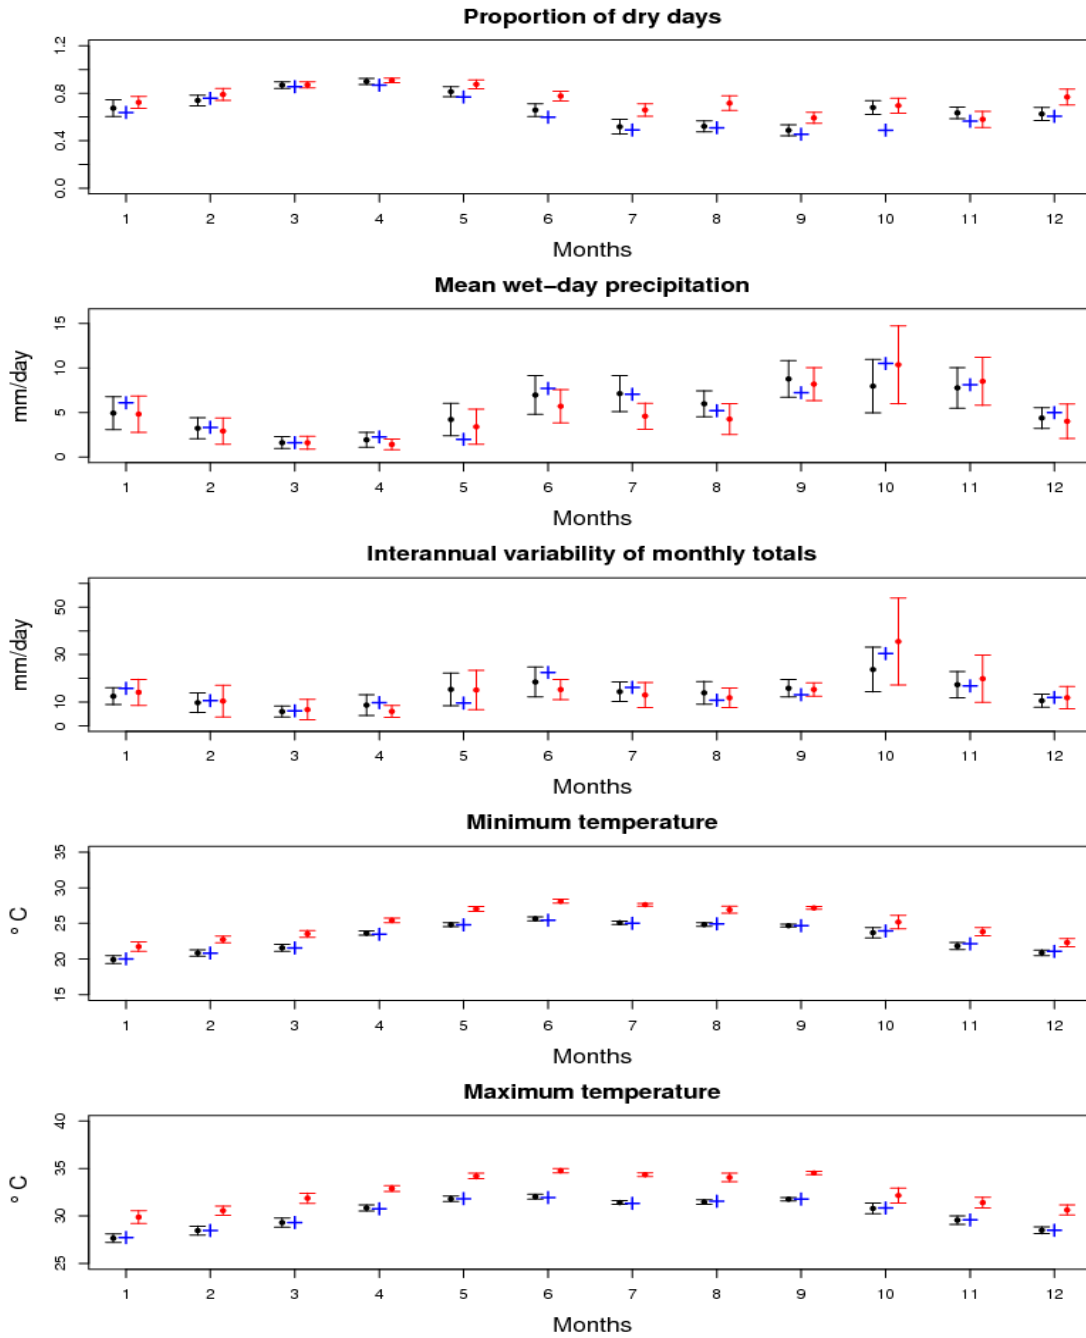 Proportion of dry days
0.0 0.4 0.8 1.2
1 2 3 4 5 6 7 8 9 10 11 12
Months
Mean wet-day precipitation
mm/day
0 5 10 15
1 2 3 4 5 6 7 8 9 10 11 12
Months
Interannual variability of monthly totals
mm/day
0 10 30 50
1 2 3 4 5 6 7 8 9 10 11 12
Months
Minimum temperature
° C
15 20 25 30 35
1 2 3 4 5 6 7 8 9 10 11 12
Months
Maximum temperature
° C
25 30 35 40
1 2 3 4 5 6 7 8 9 10 11 12
Months